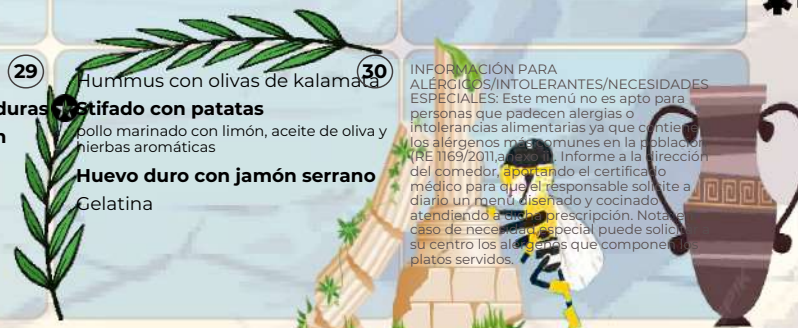 29
duras
n
Hummus con olivas de kalamata
Stifado con patatas
pollo marinado con limón, aceite de oliva y
hierbas aromáticas
Huevo duro con jamón serrano
Gelatina
30
INFORMACIÓN PARA
ALÉRGICOS/INTOLERANTES/NECESIDADES
ESPECIALES: Este menú no es apto para
personas que padecen alergias o
intolerancias alimentarias ya que contiene
los alérgenos más comunes en la población
(RE 1169/2011,anexo II). Informe a la dirección
del comedor, aportando el certificado
médico para que el responsable solicite a
diario un menú diseñado y cocinado
atendiendo a dicha prescripción. Nota: en
caso de necesidad especial puede solicitar
su centro los alérgenos que componen los
platos servidos.